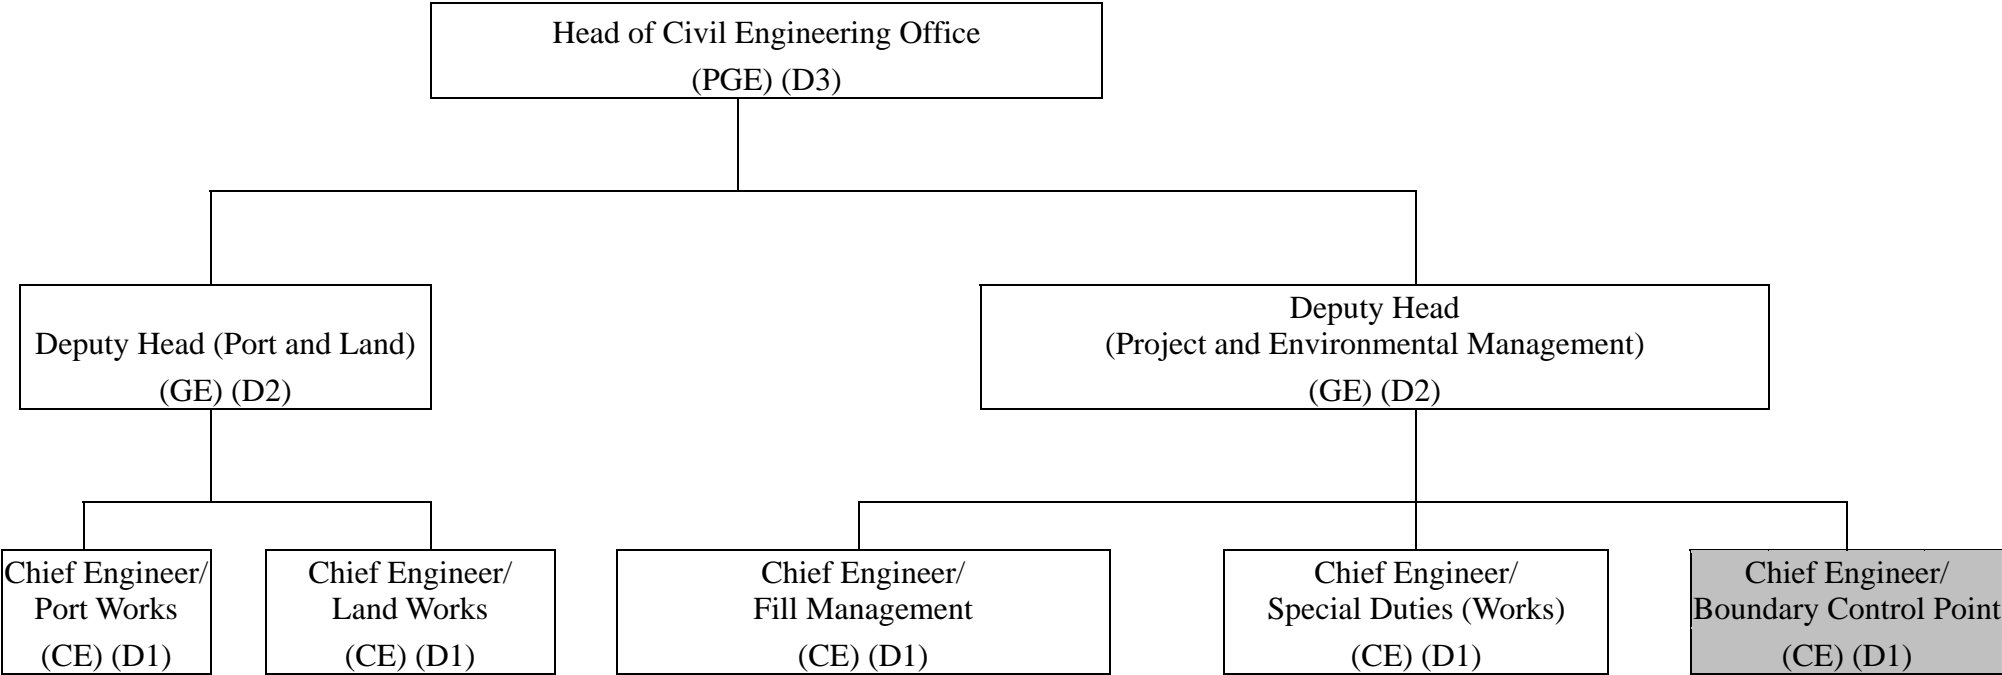 Head of Civil Engineering Office
(PGE) (D3)
Deputy Head (Port and Land)
(GE) (D2)
Deputy Head
(Project and Environmental Management)
(GE) (D2)
Chief Engineer/
Port Works
(CE) (D1)
Chief Engineer/
Land Works
(CE) (D1)
Chief Engineer/
Fill Management
(CE) (D1)
Chief Engineer/
Special Duties (Works)
(CE) (D1)
Chief Engineer/
Boundary Control Point
(CE) (D1)